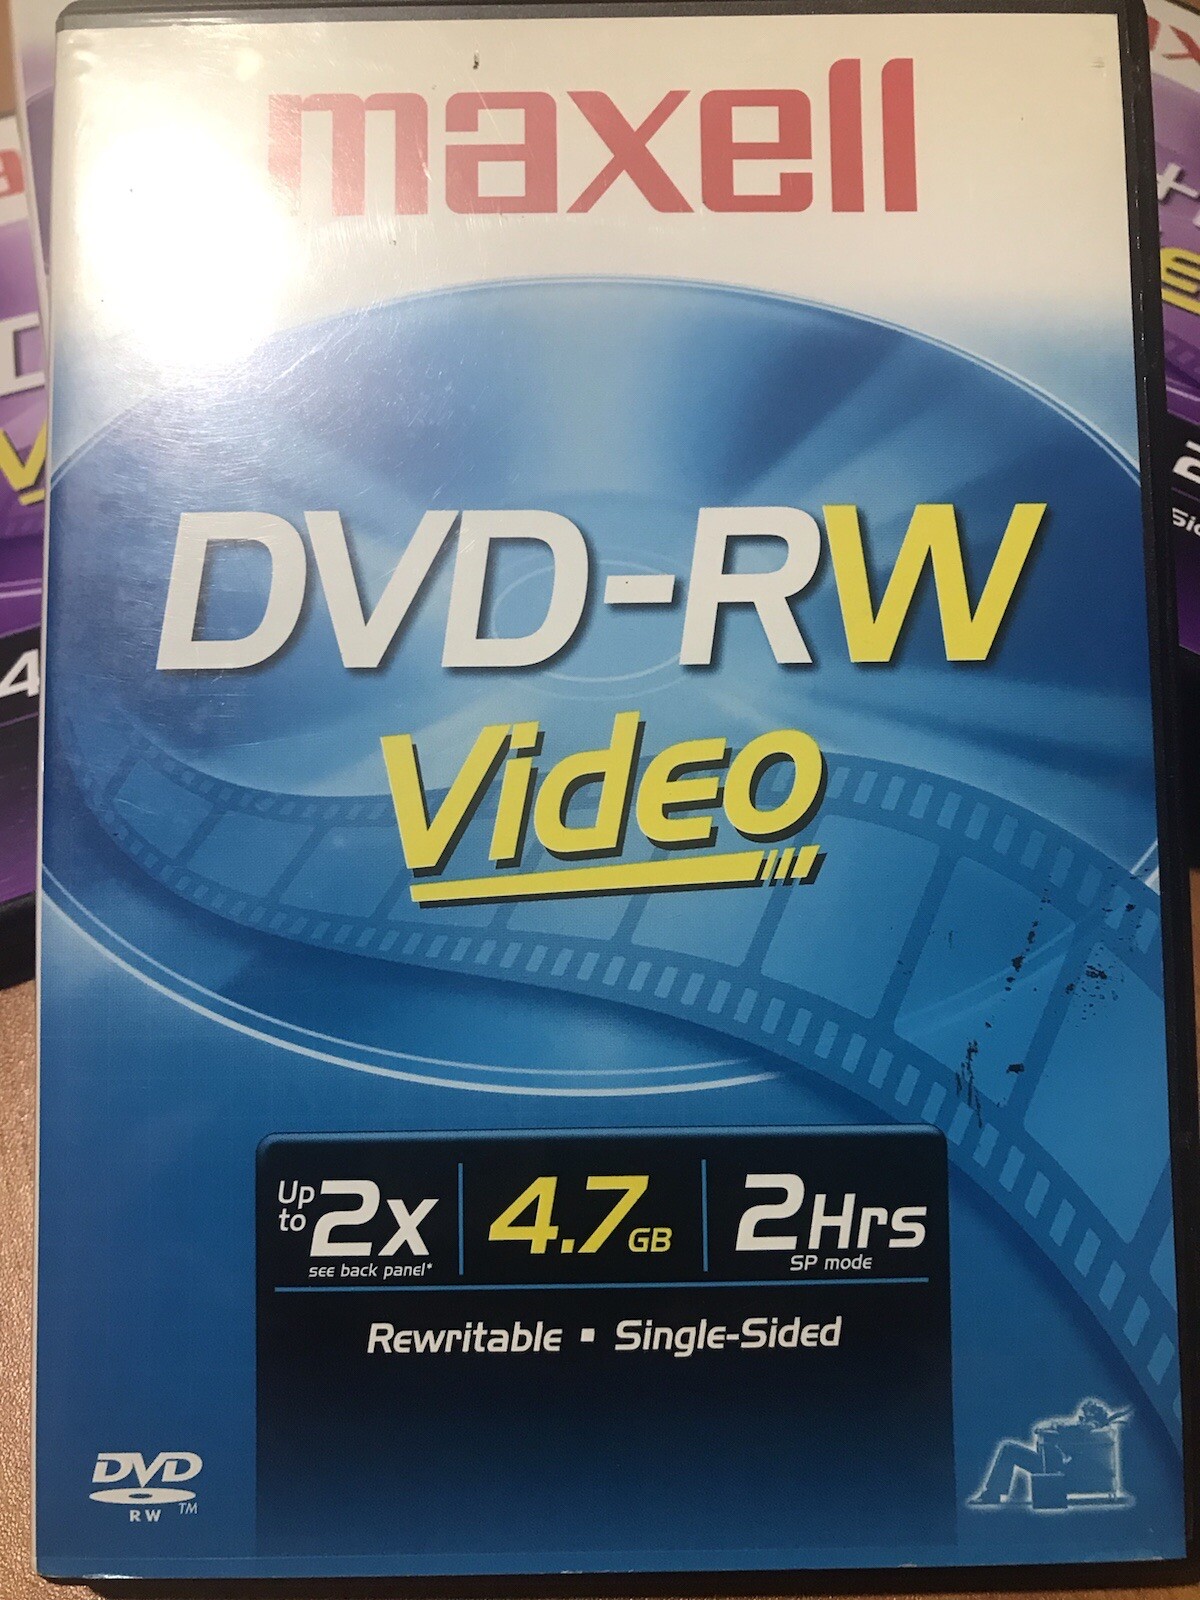 maxell
DVD-RW
Video
Up to 2x
see back panel*
4.7GB
2Hrs
SP mode
Rewritable ▪ Single-Sided
DVD
RW
TM
4